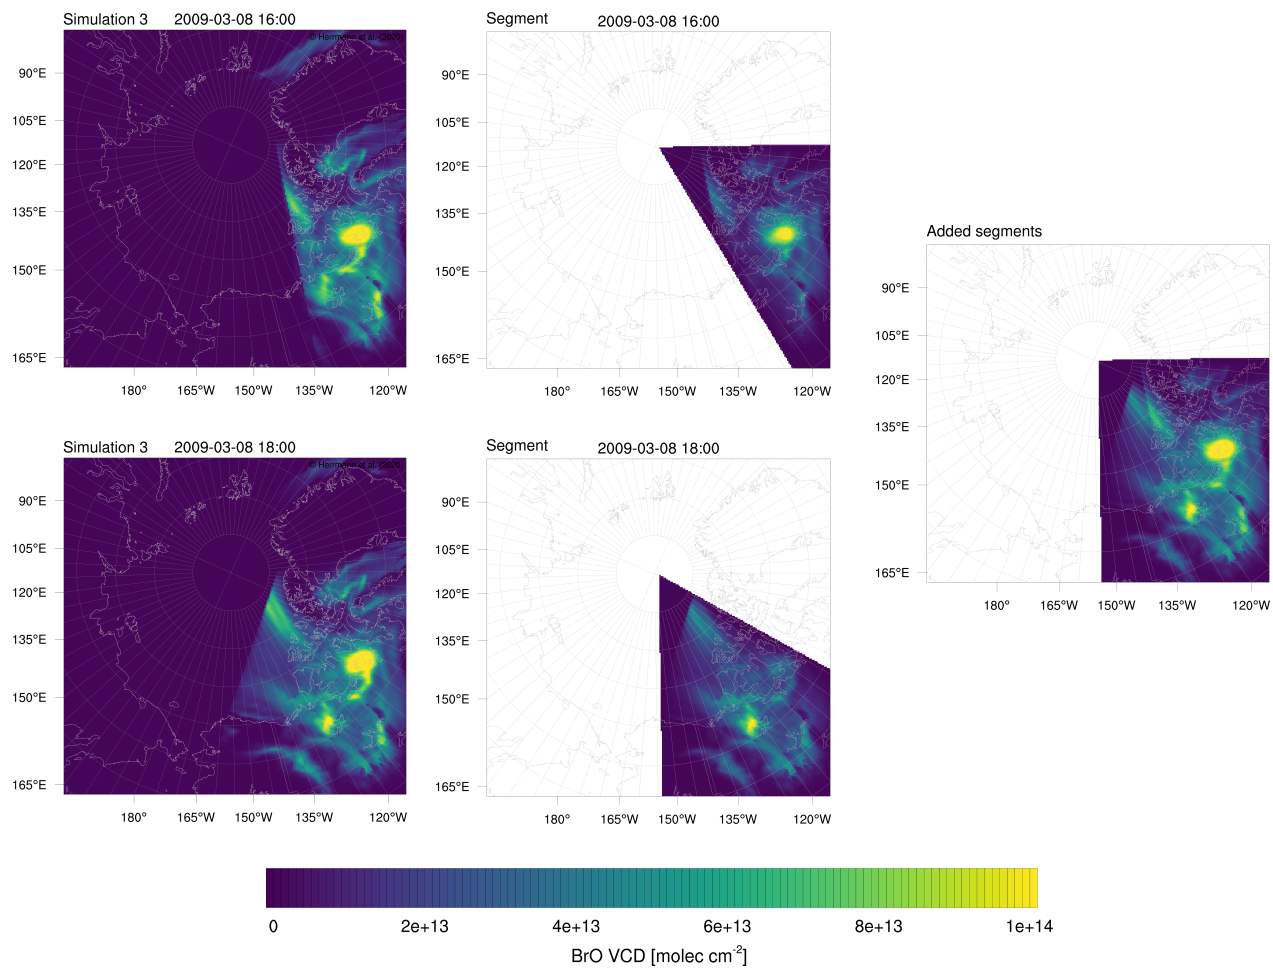 Simulation 3 2009-03-08 16:00
© Herrmann et al. (2020)
90°E
105°E
120°E
135°E
150°E
165°E
180° 165°W 150°W 135°W 120°W
Segment 2009-03-08 16:00
90°E
105°E
120°E
135°E
150°E
165°E
180° 165°W 150°W 135°W 120°W
Simulation 3 2009-03-08 18:00
© Herrmann et al. (2020)
90°E
105°E
120°E
135°E
150°E
165°E
180° 165°W 150°W 135°W 120°W
Segment 2009-03-08 18:00
90°E
105°E
120°E
135°E
150°E
165°E
180° 165°W 150°W 135°W 120°W
Added segments
90°E
105°E
120°E
135°E
150°E
165°E
180° 165°W 150°W 135°W 120°W
0 2e+13 4e+13 6e+13 8e+13 1e+14
BrO VCD [molec cm⁻²]